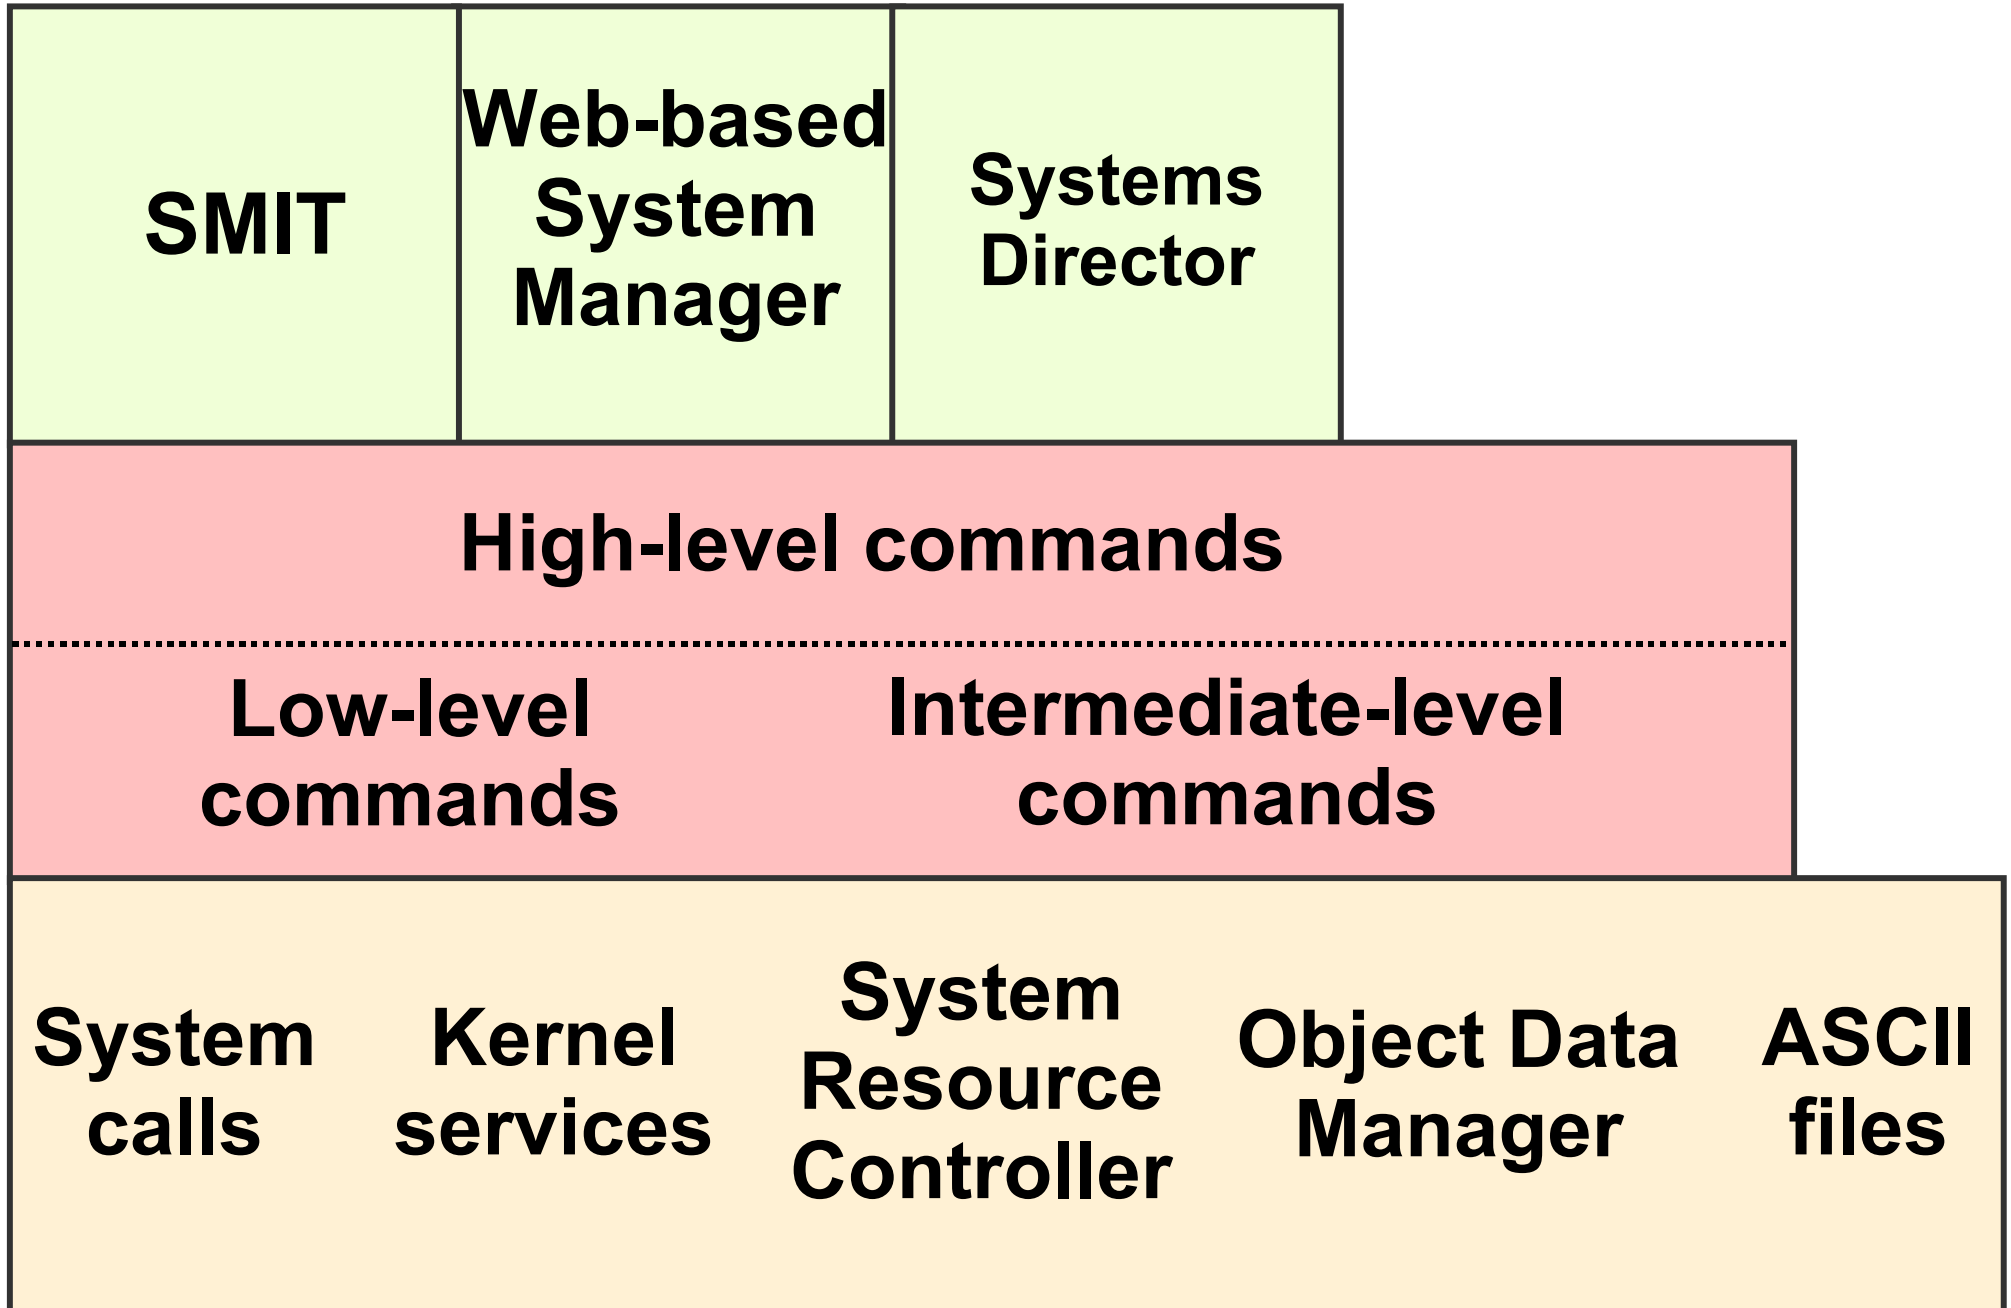 SMIT
Web-based
System
Manager
Systems
Director
High-level commands
Low-level
commands
Intermediate-level
commands
System
calls
Kernel
services
System
Resource
Controller
Object Data
Manager
ASCII
files